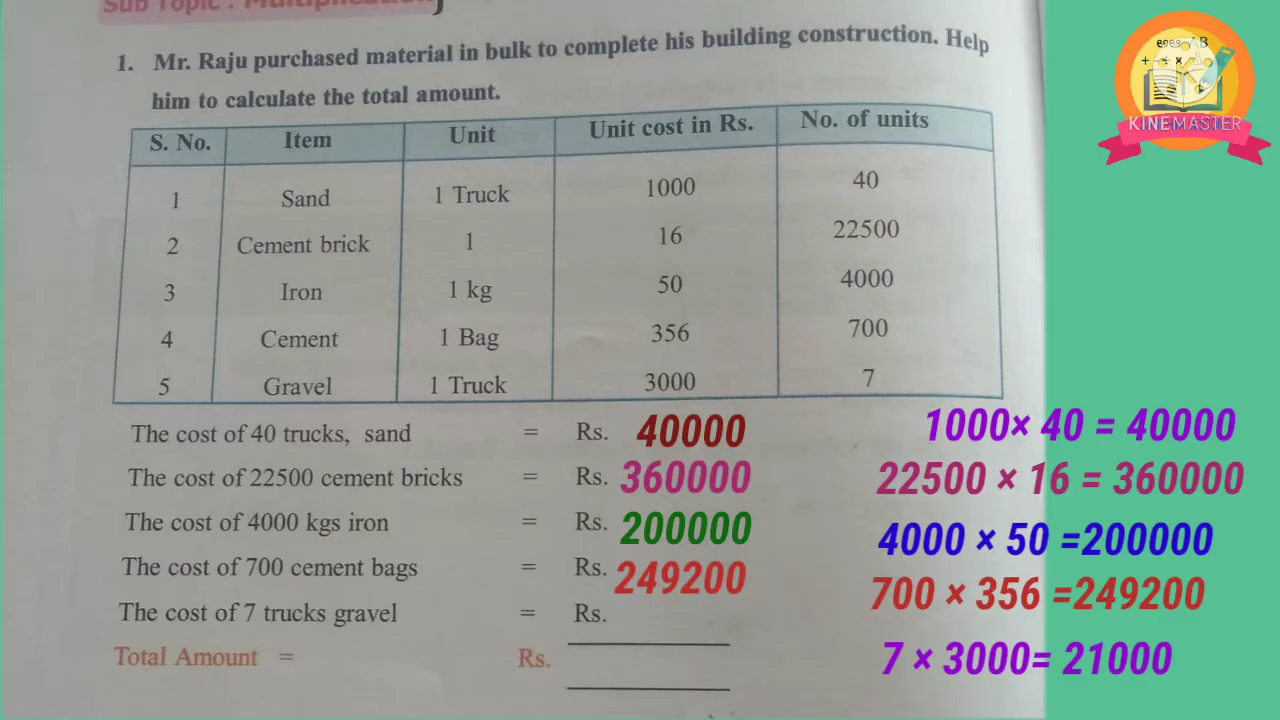 Sub Topic : Multiplication
1. Mr. Raju purchased material in bulk to complete his building construction. Help
him to calculate the total amount.
S. No. Item Unit Unit cost in Rs. No. of units
1 Sand 1 Truck 1000 40
2 Cement brick 1 16 22500
3 Iron 1 kg 50 4000
4 Cement 1 Bag 356 700
5 Gravel 1 Truck 3000 7
The cost of 40 trucks, sand = Rs. 40000 1000× 40 = 40000
The cost of 22500 cement bricks = Rs. 360000 22500 × 16 = 360000
The cost of 4000 kgs iron = Rs. 200000 4000 × 50 =200000
The cost of 700 cement bags = Rs. 249200 700 × 356 =249200
The cost of 7 trucks gravel = Rs.
Total Amount = Rs. 7 × 3000= 21000
KINEMASTER